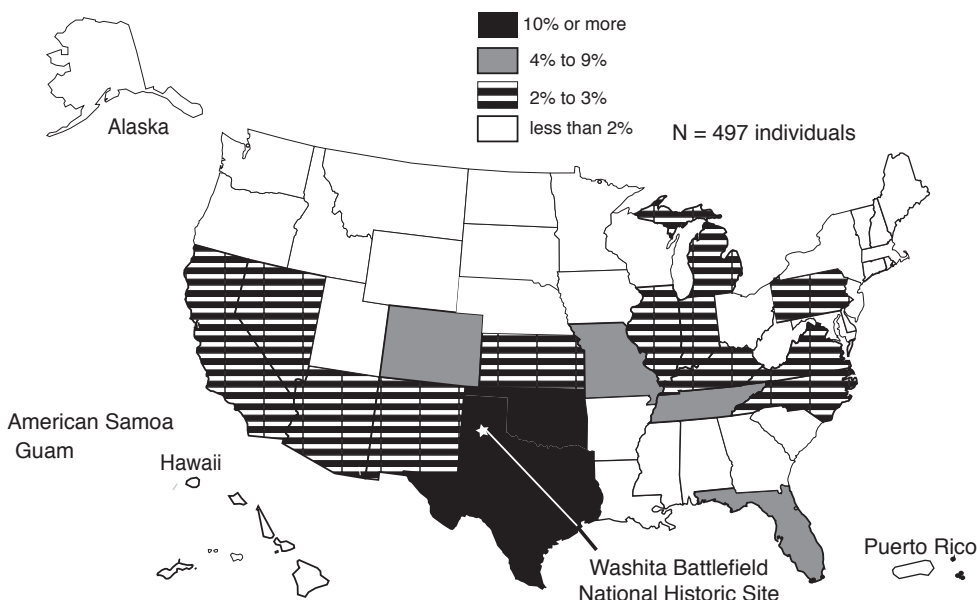 10% or more
4% to 9%
2% to 3%
less than 2%
N = 497 individuals
Alaska
American Samoa
Guam
Hawaii
Puerto Rico
Washita Battlefield
National Historic Site